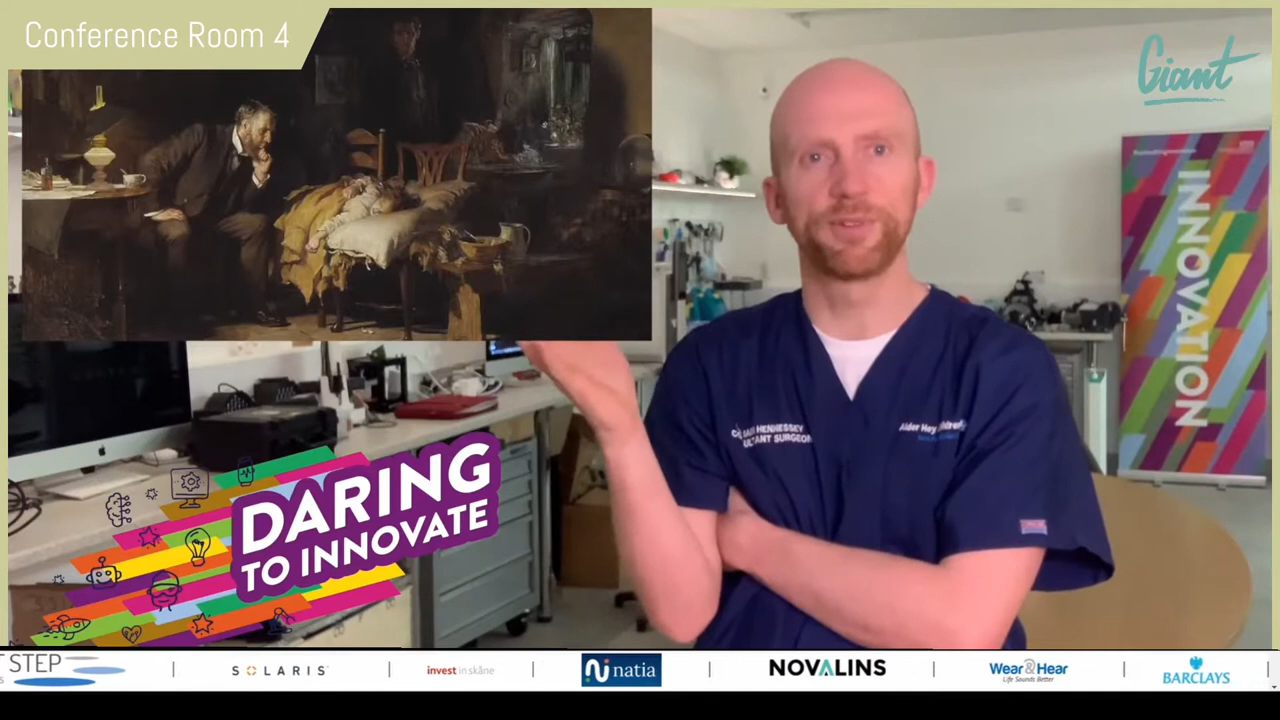 Conference Room 4
Giant
INNOVATION
HENNESSEY
SURGEON
Alder Hey
DARING
TO INNOVATE
STEP
SOLARIS
invest in skåne
natia
NOVALINS
Wear&Hear
Life Sounds Better
BARCLAYS